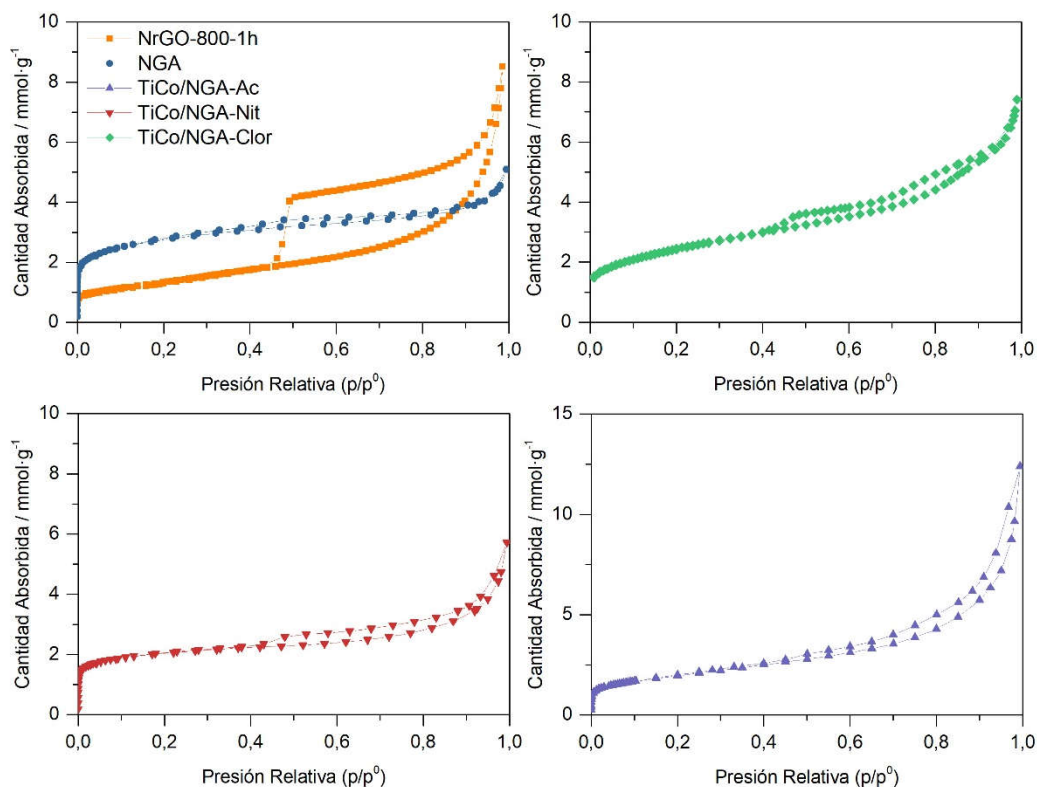 10
8
6
4
2
0
Cantidad Absorbida / mmol·g⁻¹
NrGO-800-1h
NGA
TiCo/NGA-Ac
TiCo/NGA-Nit
TiCo/NGA-Clor
0,0 0,2 0,4 0,6 0,8 1,0
Presión Relativa (p/p⁰)
10
8
6
4
2
0
Cantidad Absorbida / mmol·g⁻¹
0,0 0,2 0,4 0,6 0,8 1,0
Presión Relativa (p/p⁰)
10
8
6
4
2
0
Cantidad Absorbida / mmol·g⁻¹
0,0 0,2 0,4 0,6 0,8 1,0
Presión Relativa (p/p⁰)
15
10
5
0
Cantidad Absorbida / mmol·g⁻¹
0,0 0,2 0,4 0,6 0,8 1,0
Presión Relativa (p/p⁰)